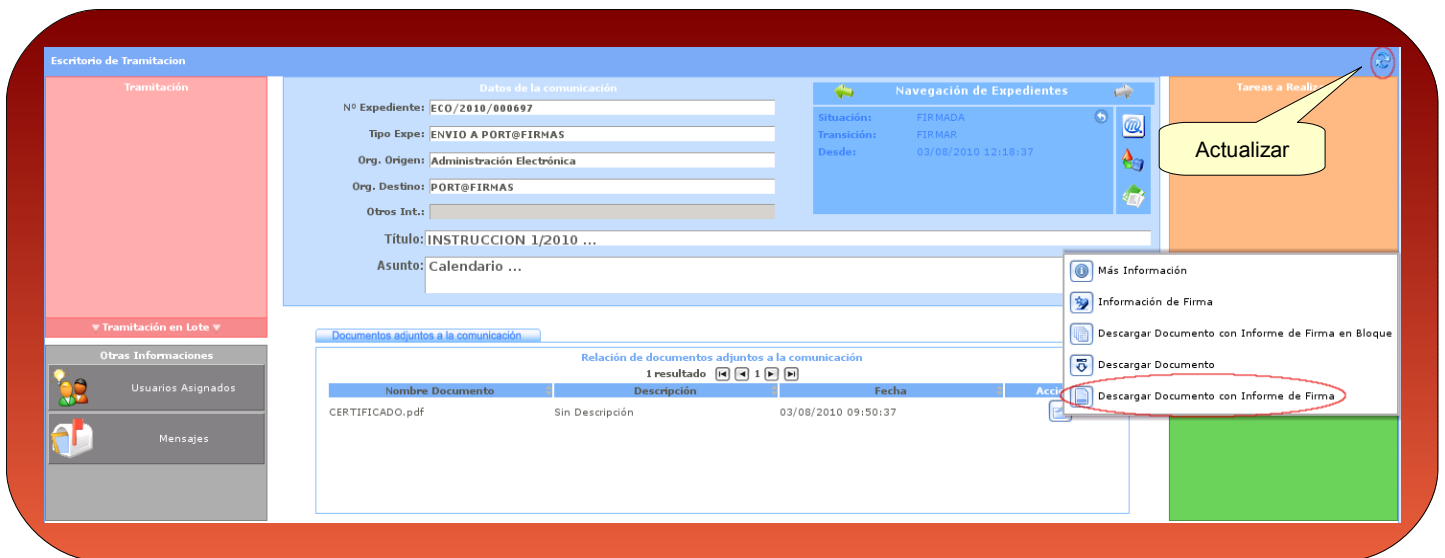 Escritorio de Tramitacion
Tramitación
▼ Tramitación en Lote ▼
Otras Informaciones
Usuarios Asignados
Mensajes
Datos de la comunicación
Nº Expediente: ECO/2010/000697
Tipo Expe: ENVIO A PORT@FIRMAS
Org. Origen: Administración Electrónica
Org. Destino: PORT@FIRMAS
Otros Int.:
Título: INSTRUCCION 1/2010 ...
Asunto: Calendario ...
Navegación de Expedientes
Situación: FIRMADA
Transición: FIRMAR
Desde: 03/08/2010 12:18:37
Tareas a
Actualizar
Documentos adjuntos a la comunicación
Relación de documentos adjuntos a la comunicación
1 resultado 1
Nombre Documento Descripción Fecha
CERTIFICADO.pdf Sin Descripción 03/08/2010 09:50:37
Más Información
Información de Firma
Descargar Documento con Informe de Firma en Bloque
Descargar Documento
Descargar Documento con Informe de Firma